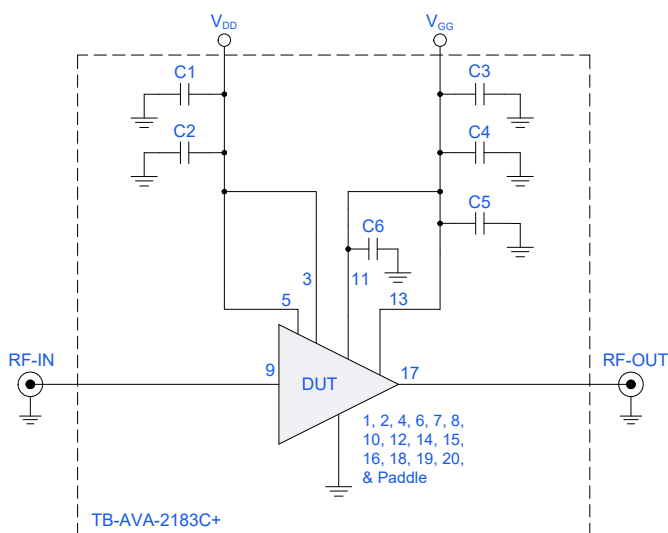 VDD
VGG
C1
C3
C2
C4
C5
C6
3
11
5
13
RF-IN
9
DUT
17
RF-OUT
1, 2, 4, 6, 7, 8,
10, 12, 14, 15,
16, 18, 19, 20,
& Paddle
TB-AVA-2183C+